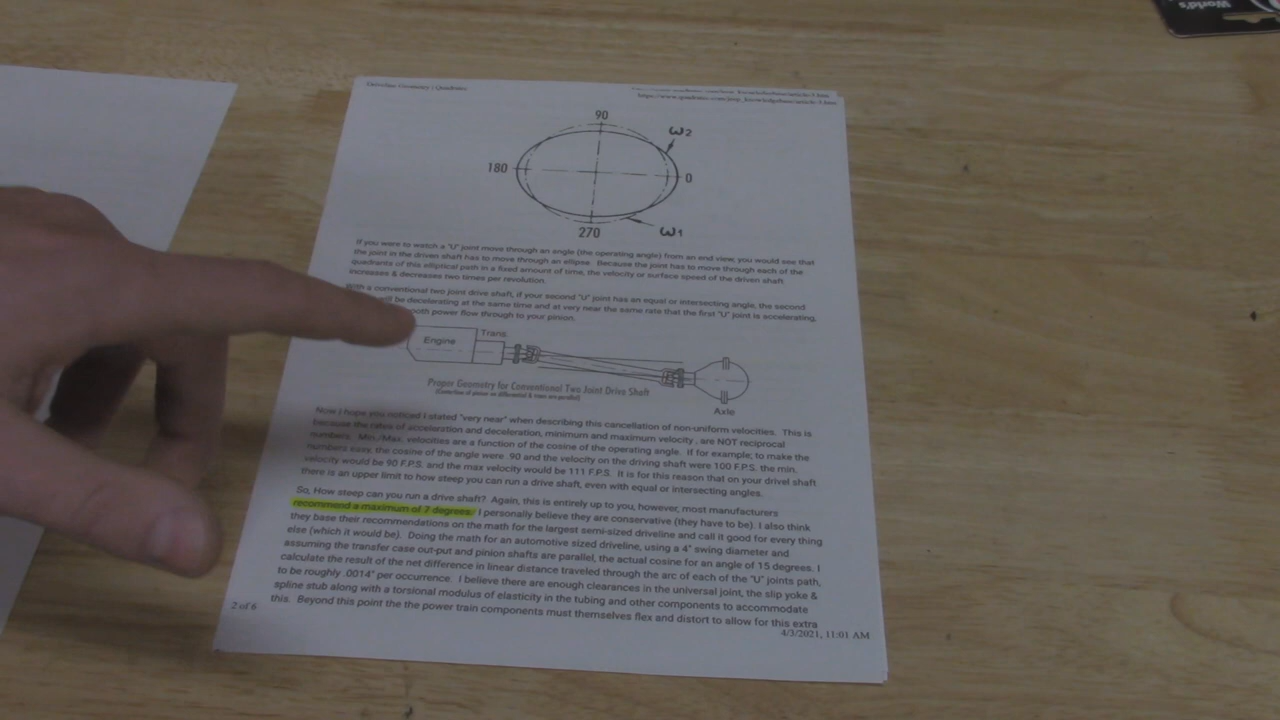 World's
Driveline Geometry | Quadratec
90
ω2
180
0
270
ω1
If you were to watch a "U" joint move through an angle (the operating angle) from an end view, you would see that
the joint in the driven shaft has to move through an ellipse. Because the joint has to move through each of the
quadrants of this elliptical path in a fixed amount of time, the velocity or surface speed of the driven shaft
increases & decreases two times per revolution.
With a conventional two joint drive shaft, if your second "U" joint has an equal or intersecting angle, the second
will be decelerating at the same time and at very near the same rate that the first "U" joint is accelerating,
power flow through to your pinion.
Engine
Trans
Proper Geometry for Conventional Two Joint Drive Shaft
Axle
Now I hope you noticed I stated "very near" when describing this cancellation of non-uniform velocities. This is
because the rates of acceleration and deceleration, minimum and maximum velocity, are NOT reciprocal
numbers. Min./Max. velocities are a function of the cosine of the operating angle. If for example; to make the
numbers easy, the cosine of the angle were .90 and the velocity on the driving shaft were 100 F.P.S. the min.
velocity would be 90 F.P.S. and the max velocity would be 111 F.P.S. It is for this reason that on your drivel shaft
there is an upper limit to how steep you can run a drive shaft, even with equal or intersecting angles.
So, How steep can you run a drive shaft? Again, this is entirely up to you, however, most manufacturers
recommend a maximum of 7 degrees. I personally believe they are conservative (they have to be). I also think
they base their recommendations on the math for the largest semi-sized driveline and call it good for every thing
else (which it would be). Doing the math for an automotive sized driveline, using a 4" swing diameter and
assuming the transfer case out-put and pinion shafts are parallel, the actual cosine for an angle of 15 degrees. I
calculate the result of the net difference in linear distance traveled through the arc of each of the "U" joints path,
to be roughly .0014" per occurrence. I believe there are enough clearances in the universal joint, the slip yoke &
spline stub along with a torsional modulus of elasticity in the tubing and other components to accommodate
this. Beyond this point the the power train components must themselves flex and distort to allow for this extra
2 of 6
4/3/2021, 11:01 AM